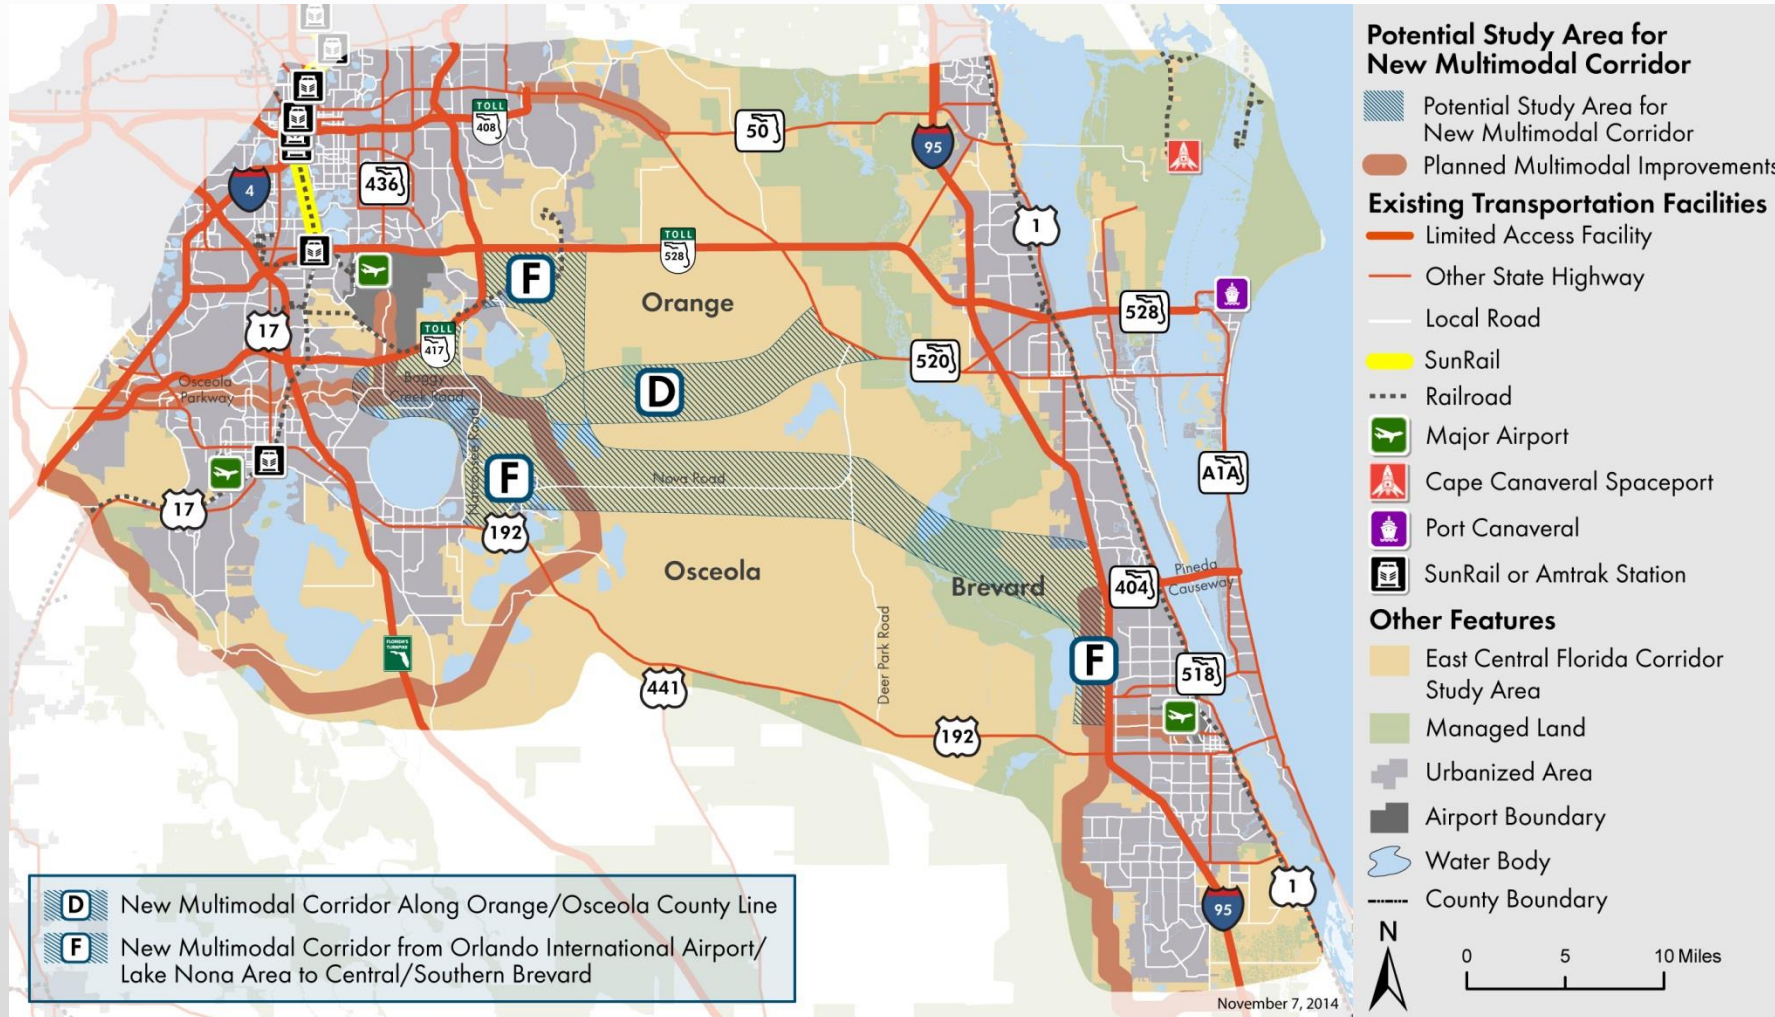 TOLL
408
50
95
436
4
1
TOLL
528
F
Orange
528
17
TOLL
417
520
Osceola
Parkway
Boggy
Creek Road
D
Narcoossee Road
F
Nova Road
A1A
17
192
Osceola
Brevard
404
Pineda
Causeway
FLORIDA'S
TURNPIKE
Deer Park Road
F
518
441
192
1
95
D
New Multimodal Corridor Along Orange/Osceola County Line
F
New Multimodal Corridor from Orlando International Airport/
Lake Nona Area to Central/Southern Brevard
November 7, 2014
Potential Study Area for
New Multimodal Corridor
Potential Study Area for
New Multimodal Corridor
Planned Multimodal Improvements
Existing Transportation Facilities
Limited Access Facility
Other State Highway
Local Road
SunRail
Railroad
Major Airport
Cape Canaveral Spaceport
Port Canaveral
SunRail or Amtrak Station
Other Features
East Central Florida Corridor
Study Area
Managed Land
Urbanized Area
Airport Boundary
Water Body
County Boundary
N
0 5 10 Miles